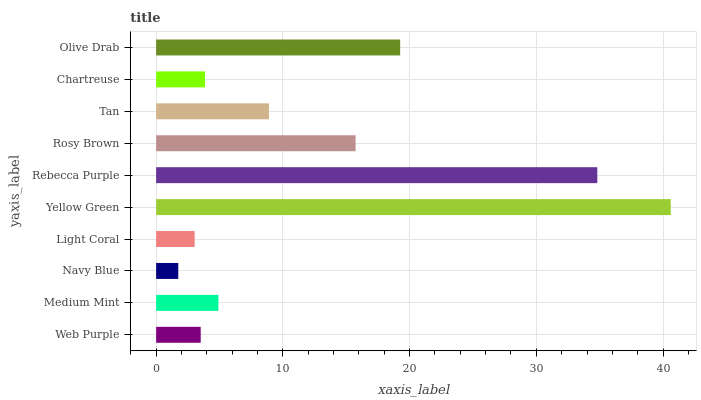 title
Olive Drab
Chartreuse
Tan
Rosy Brown
Rebecca Purple
Yellow Green
Light Coral
Navy Blue
Medium Mint
Web Purple
yaxis_label
0 10 20 30 40
xaxis_label